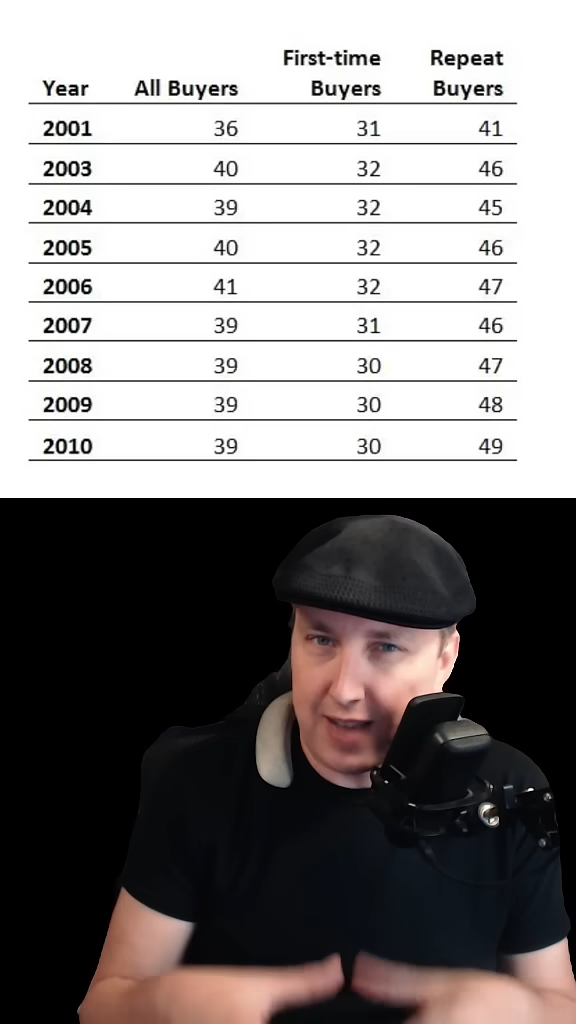 First-time Repeat
Year All Buyers Buyers Buyers
2001 36 31 41
2003 40 32 46
2004 39 32 45
2005 40 32 46
2006 41 32 47
2007 39 31 46
2008 39 30 47
2009 39 30 48
2010 39 30 49